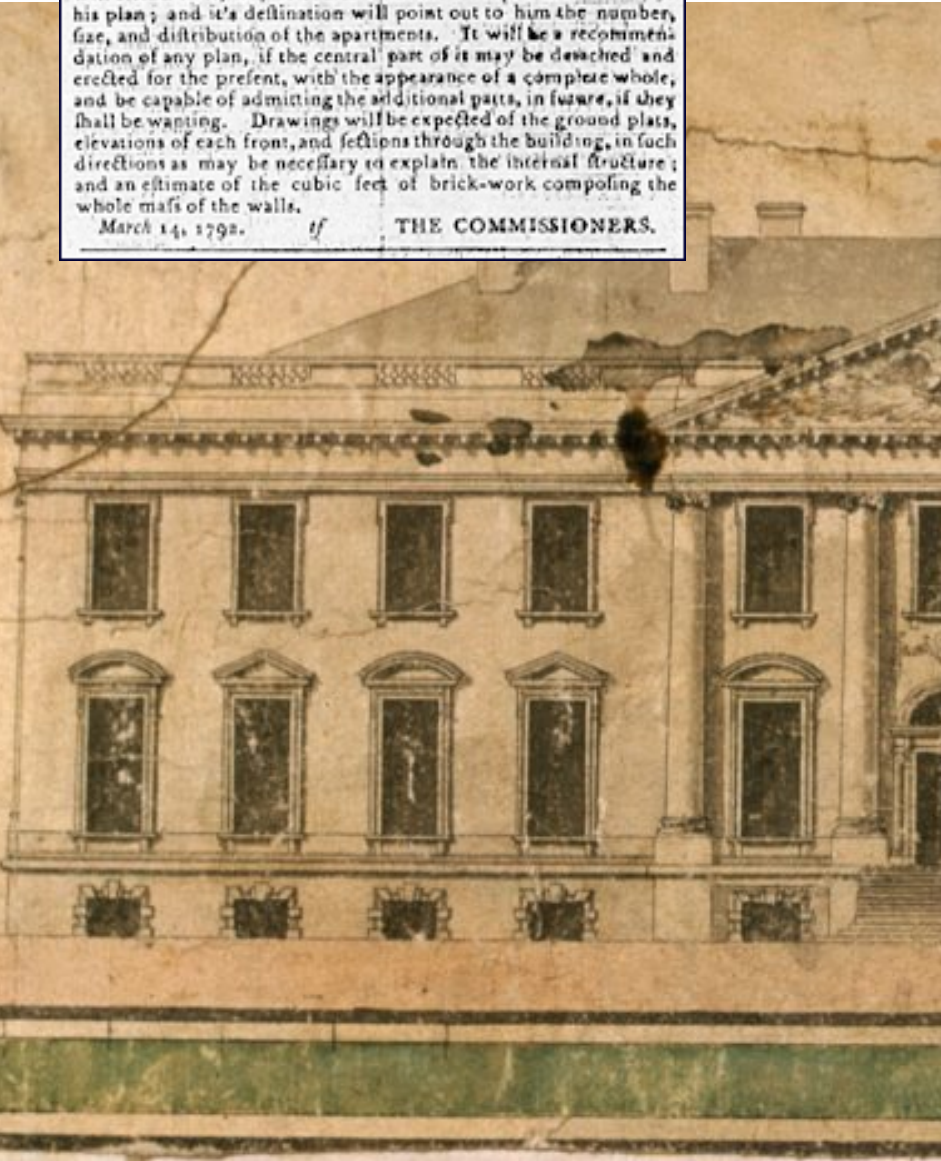 his plan; and it's deſtination will point out to him the number,
ſize, and diſtribution of the apartments. It will be a recommen-
dation of any plan, if the central part of it may be detached and
erected for the preſent, with the appearance of a complete whole,
and be capable of admitting the additional parts, in future, if they
ſhall be wanting. Drawings will be expected of the ground plats,
elevations of each front, and ſections through the building, in ſuch
directions as may be neceſſary to explain the internal ſtructure;
and an eſtimate of the cubic feet of brick-work compoſing the
whole maſs of the walls.
March 14, 1792. tf THE COMMISSIONERS.